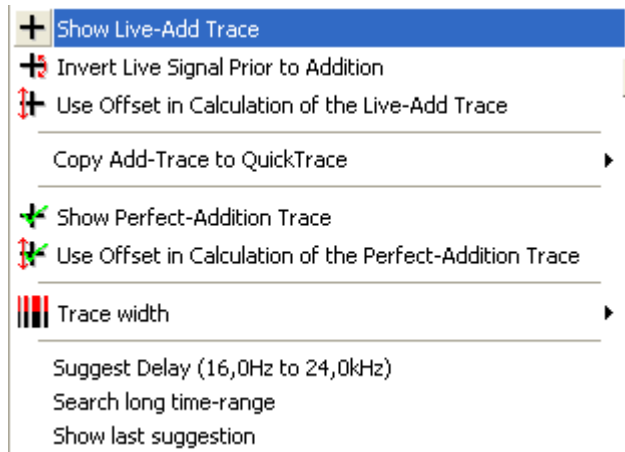 Show Live-Add Trace
Invert Live Signal Prior to Addition
Use Offset in Calculation of the Live-Add Trace
Copy Add-Trace to QuickTrace
Show Perfect-Addition Trace
Use Offset in Calculation of the Perfect-Addition Trace
Trace width
Suggest Delay (16,0Hz to 24,0kHz)
Search long time-range
Show last suggestion